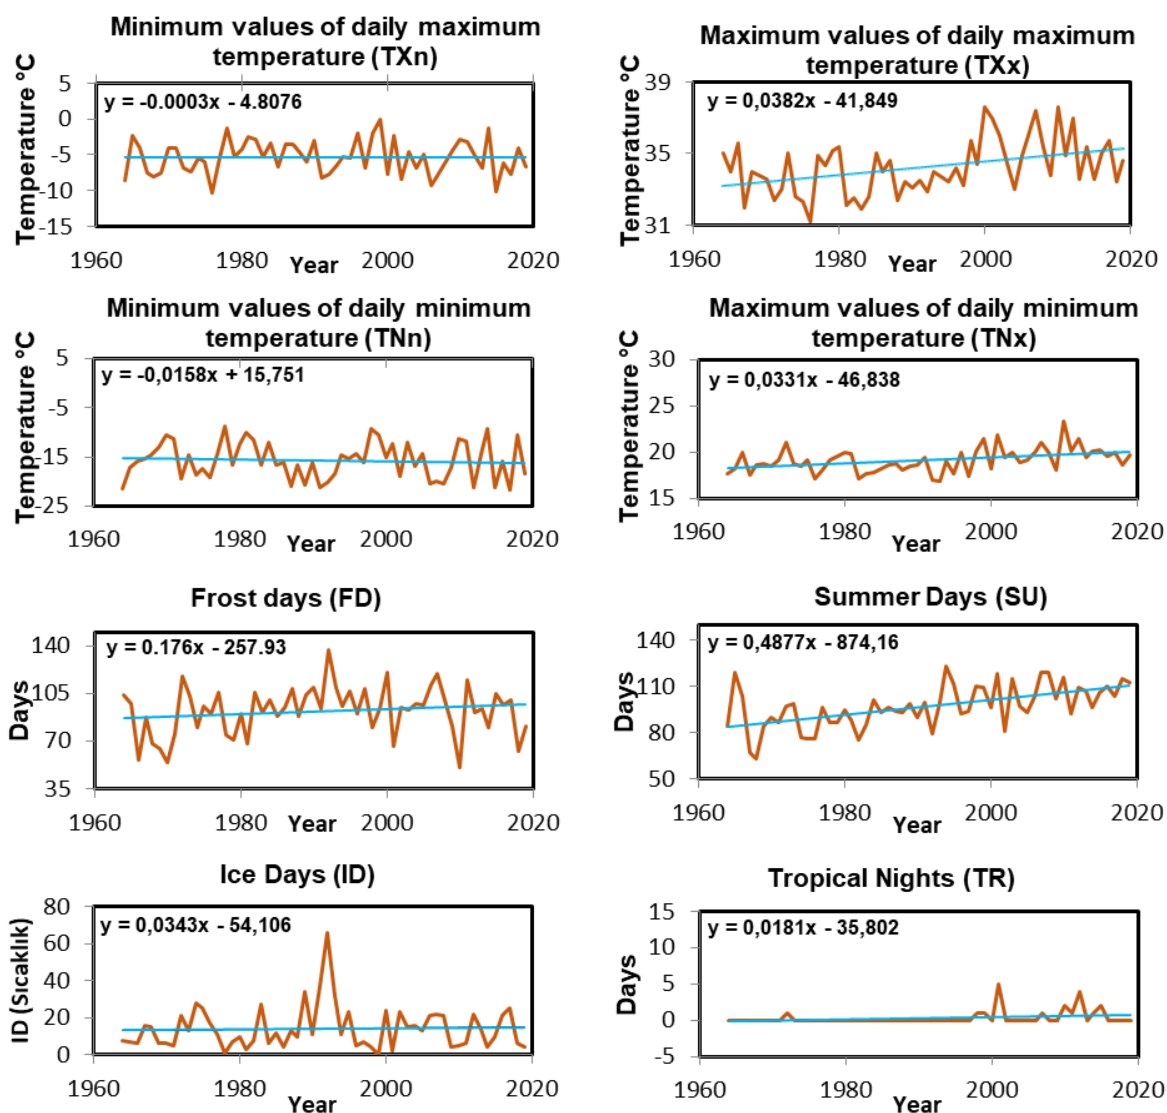 Minimum values of daily maximum
temperature (TXn)
Temperature °C
y = -0.0003x - 4.8076
5
0
-5
-10
-15
1960
1980
2000
2020
Year
Maximum values of daily maximum
temperature (TXx)
Temperature °C
y = 0,0382x - 41,849
39
35
31
1960
1980
2000
2020
Year
Minimum values of daily minimum
temperature (TNn)
Temperature °C
y = -0,0158x + 15,751
5
-5
-15
-25
1960
1980
2000
2020
Year
Maximum values of daily minimum
temperature (TNx)
Temperature °C
y = 0,0331x - 46,838
30
25
20
15
1960
1980
2000
2020
Year
Frost days (FD)
Days
y = 0.176x - 257.93
140
105
70
35
1960
1980
2000
2020
Year
Summer Days (SU)
Days
y = 0,4877x - 874,16
140
110
80
50
1960
1980
2000
2020
Year
Ice Days (ID)
ID (Sıcaklık)
y = 0,0343x - 54,106
80
60
40
20
0
1960
1980
2000
2020
Year
Tropical Nights (TR)
Days
y = 0,0181x - 35,802
15
10
5
0
-5
1960
1980
2000
2020
Year